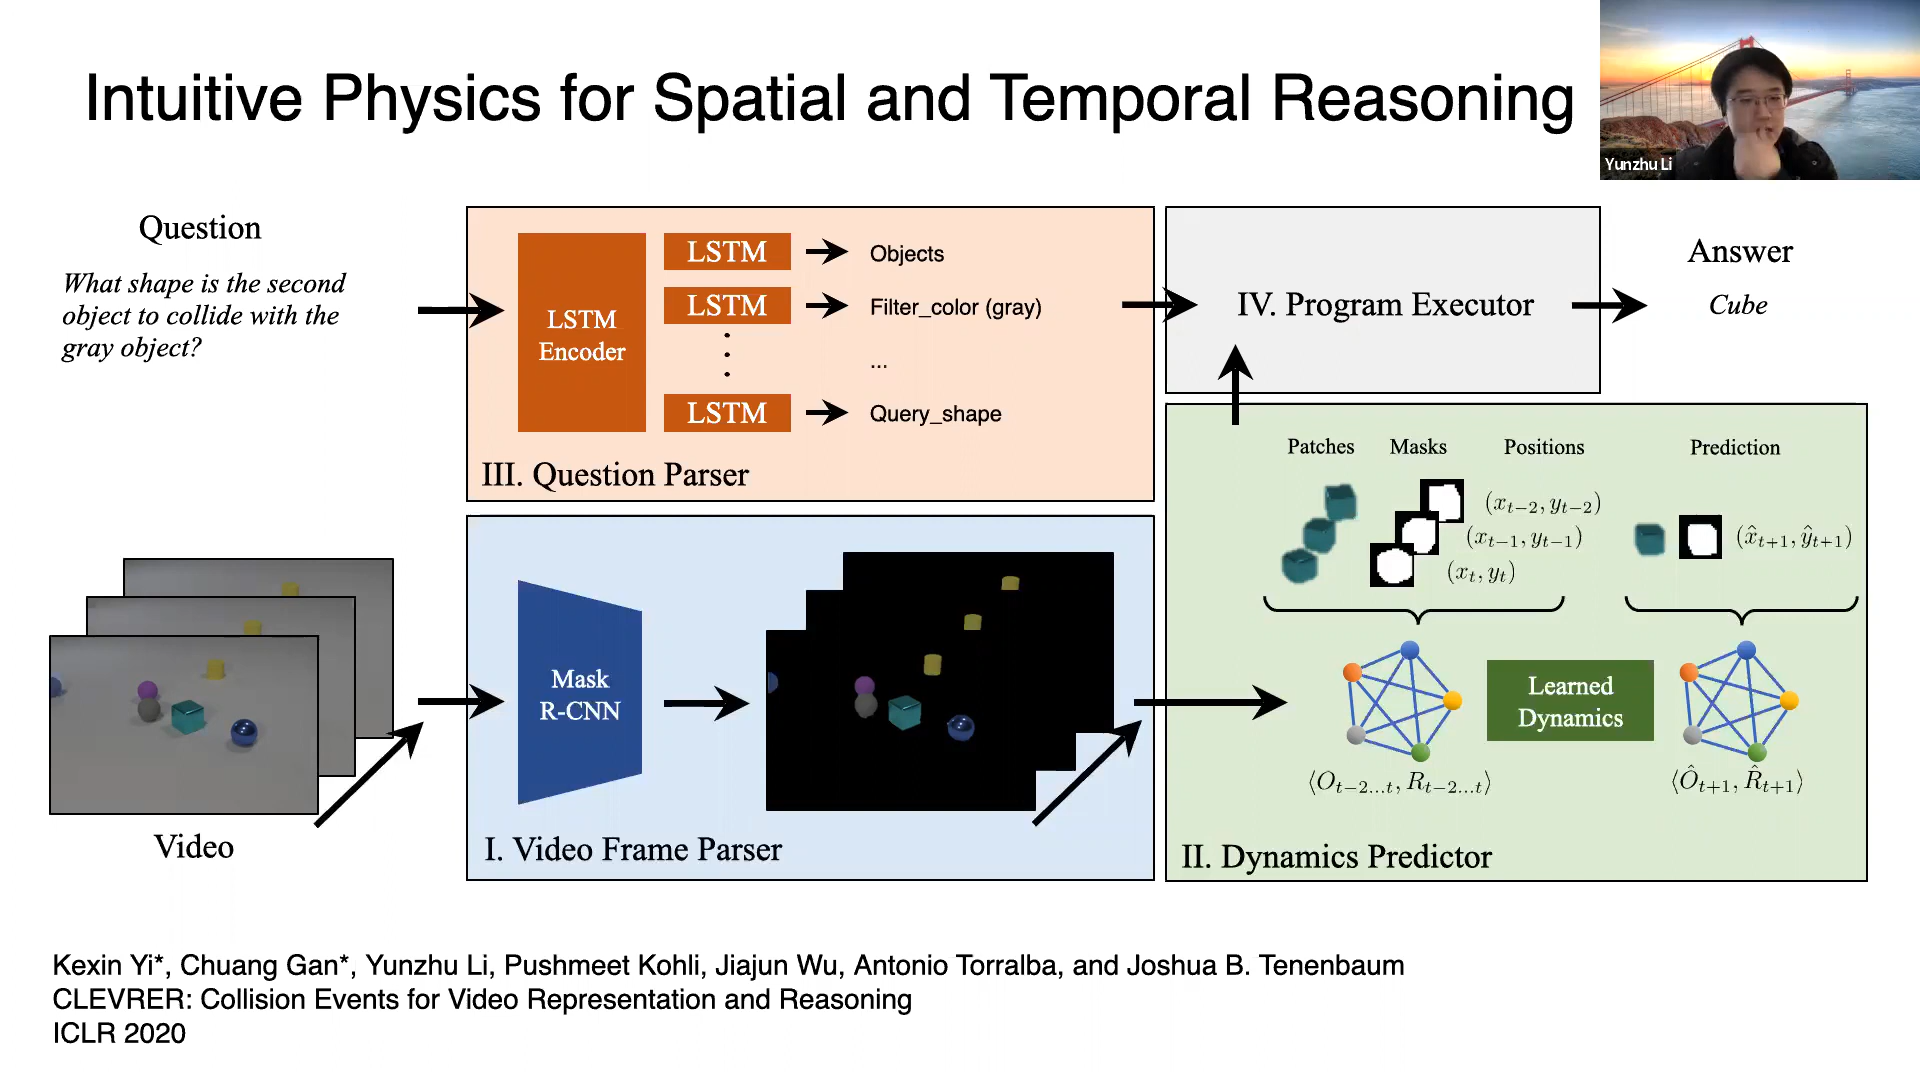 Intuitive Physics for Spatial and Temporal Reasoning
Yunzhu Li
Question
What shape is the second
object to collide with the
gray object?
LSTM
Encoder
LSTM
Objects
LSTM
Filter_color (gray)
...
LSTM
Query_shape
III. Question Parser
IV. Program Executor
Answer
Cube
Video
Mask
R-CNN
I. Video Frame Parser
Patches Masks Positions Prediction
(x_{t−2}, y_{t−2})
(x_{t−1}, y_{t−1})
(x_t, y_t)
(x̂_{t+1}, ŷ_{t+1})
Learned
Dynamics
⟨O_{t−2…t}, R_{t−2…t}⟩
⟨Ô_{t+1}, R̂_{t+1}⟩
II. Dynamics Predictor
Kexin Yi*, Chuang Gan*, Yunzhu Li, Pushmeet Kohli, Jiajun Wu, Antonio Torralba, and Joshua B. Tenenbaum
CLEVRER: Collision Events for Video Representation and Reasoning
ICLR 2020